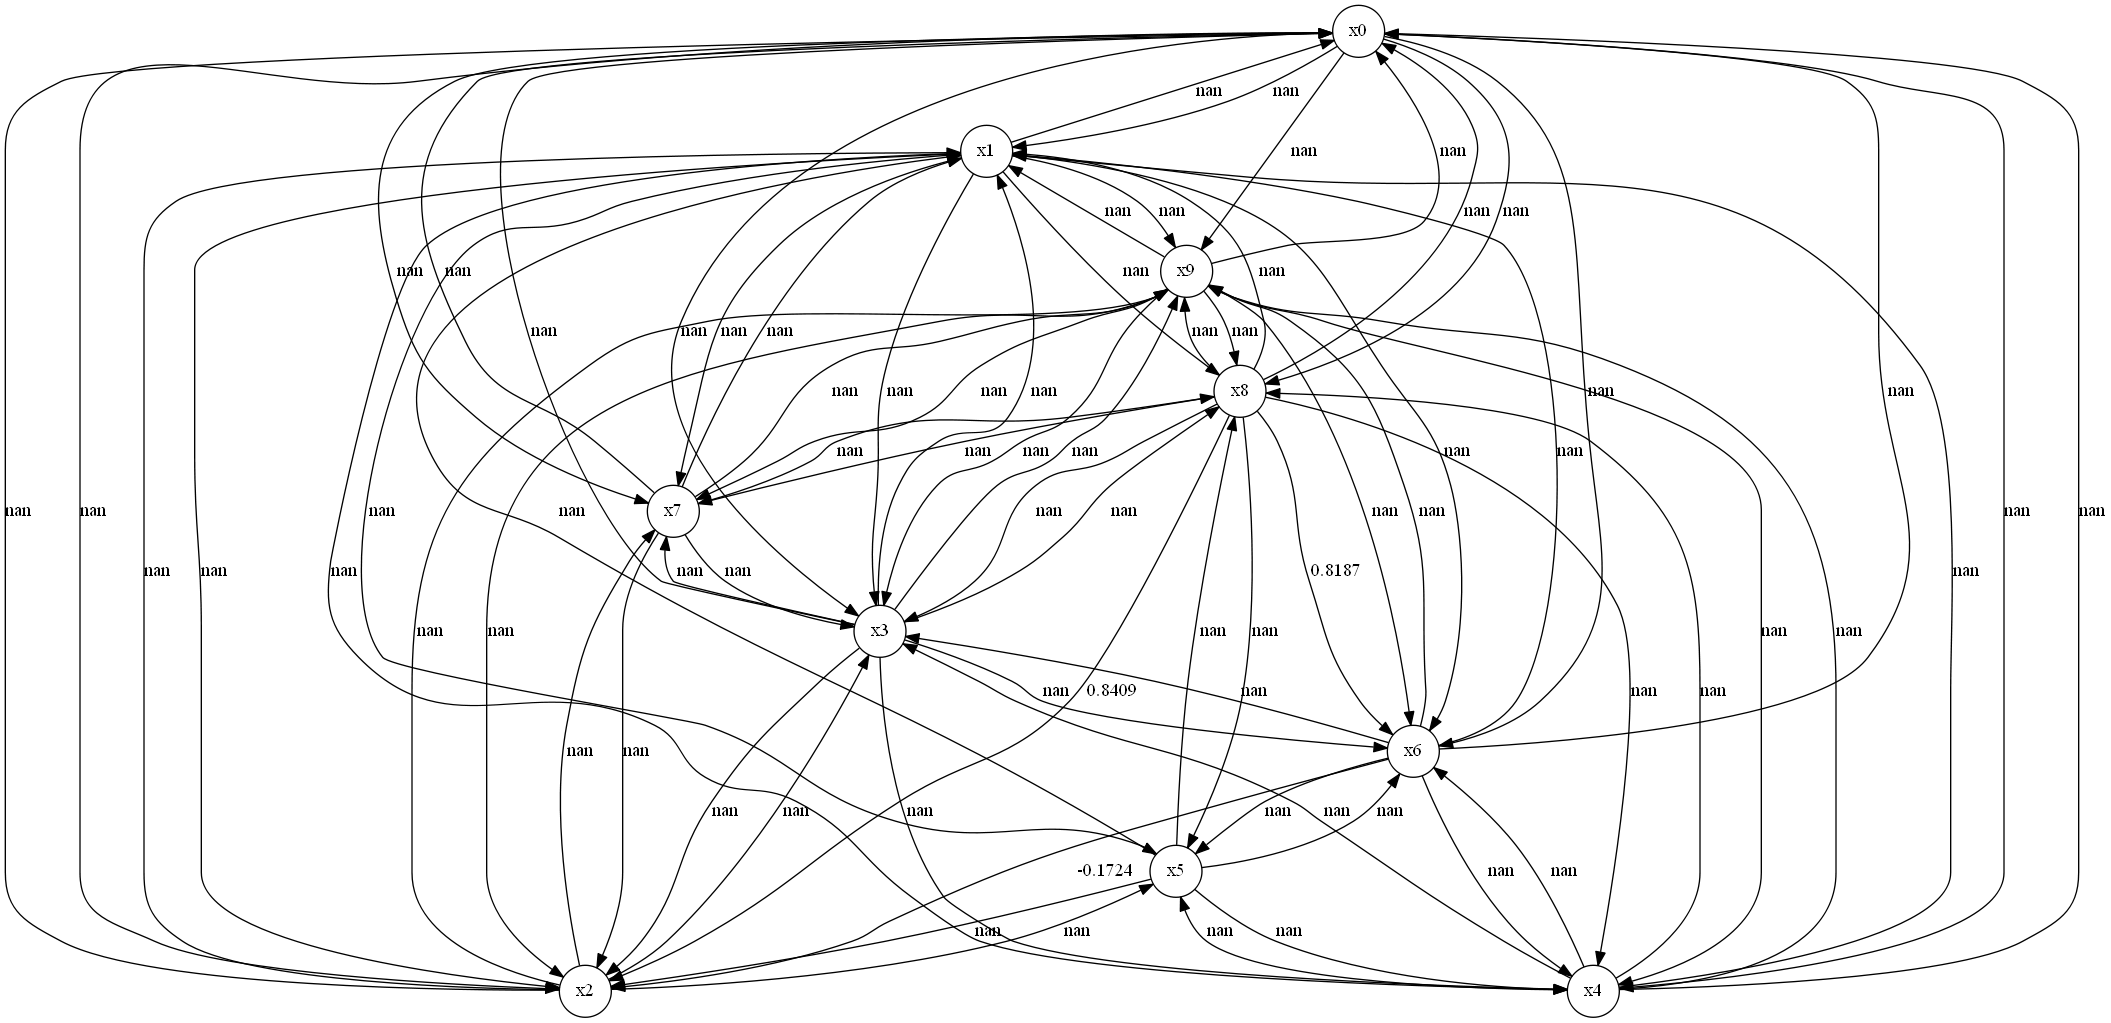 x0
nan nan
x1
nan nan
nan nan nan nan
x9
nan nan nan
nan nan nan nan nan nan
x8
nan nan nan nan nan
nan nan nan nan nan nan
x7
nan nan nan nan nan nan nan nan nan
nan nan nan nan nan 0.8187 nan
x3
nan nan nan nan nan nan
nan 0.8409 nan nan nan
x6
nan nan
nan nan nan nan nan nan
-0.1724 nan nan
x5
nan nan nan nan
x2 x4